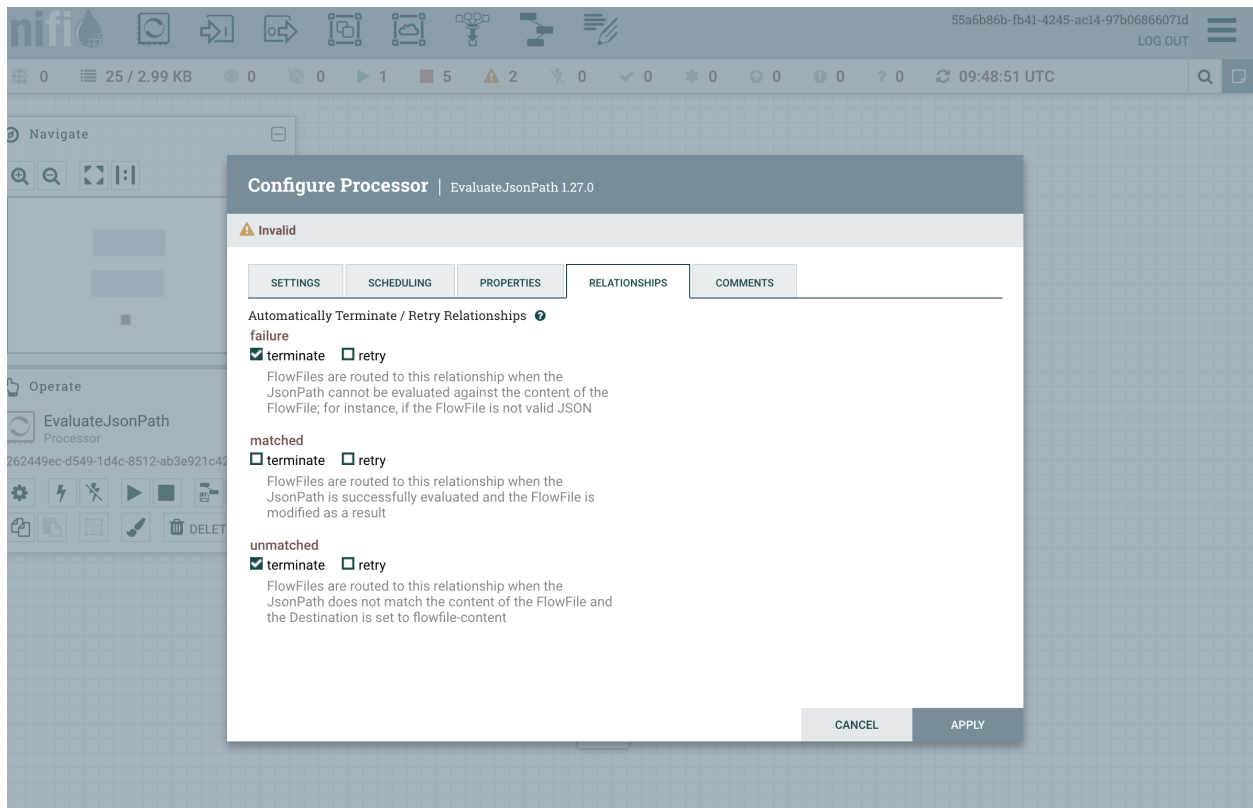 nifi
55a6b86b-fb41-4245-ac14-97b06866071d
LOG OUT
0 25 / 2.99 KB 0 0 1 5 2 0 0 0 0 0 ? 0 09:48:51 UTC
Navigate
Configure Processor | EvaluateJsonPath 1.27.0
Invalid
SETTINGS SCHEDULING PROPERTIES RELATIONSHIPS COMMENTS
Automatically Terminate / Retry Relationships ?
failure
terminate retry
FlowFiles are routed to this relationship when the
JsonPath cannot be evaluated against the content of the
FlowFile; for instance, if the FlowFile is not valid JSON
matched
terminate retry
FlowFiles are routed to this relationship when the
JsonPath is successfully evaluated and the FlowFile is
modified as a result
unmatched
terminate retry
FlowFiles are routed to this relationship when the
JsonPath does not match the content of the FlowFile and
the Destination is set to flowfile-content
CANCEL APPLY
Operate
EvaluateJsonPath
Processor
262449ec-d549-1d4c-8512-ab3e921c42
DELET